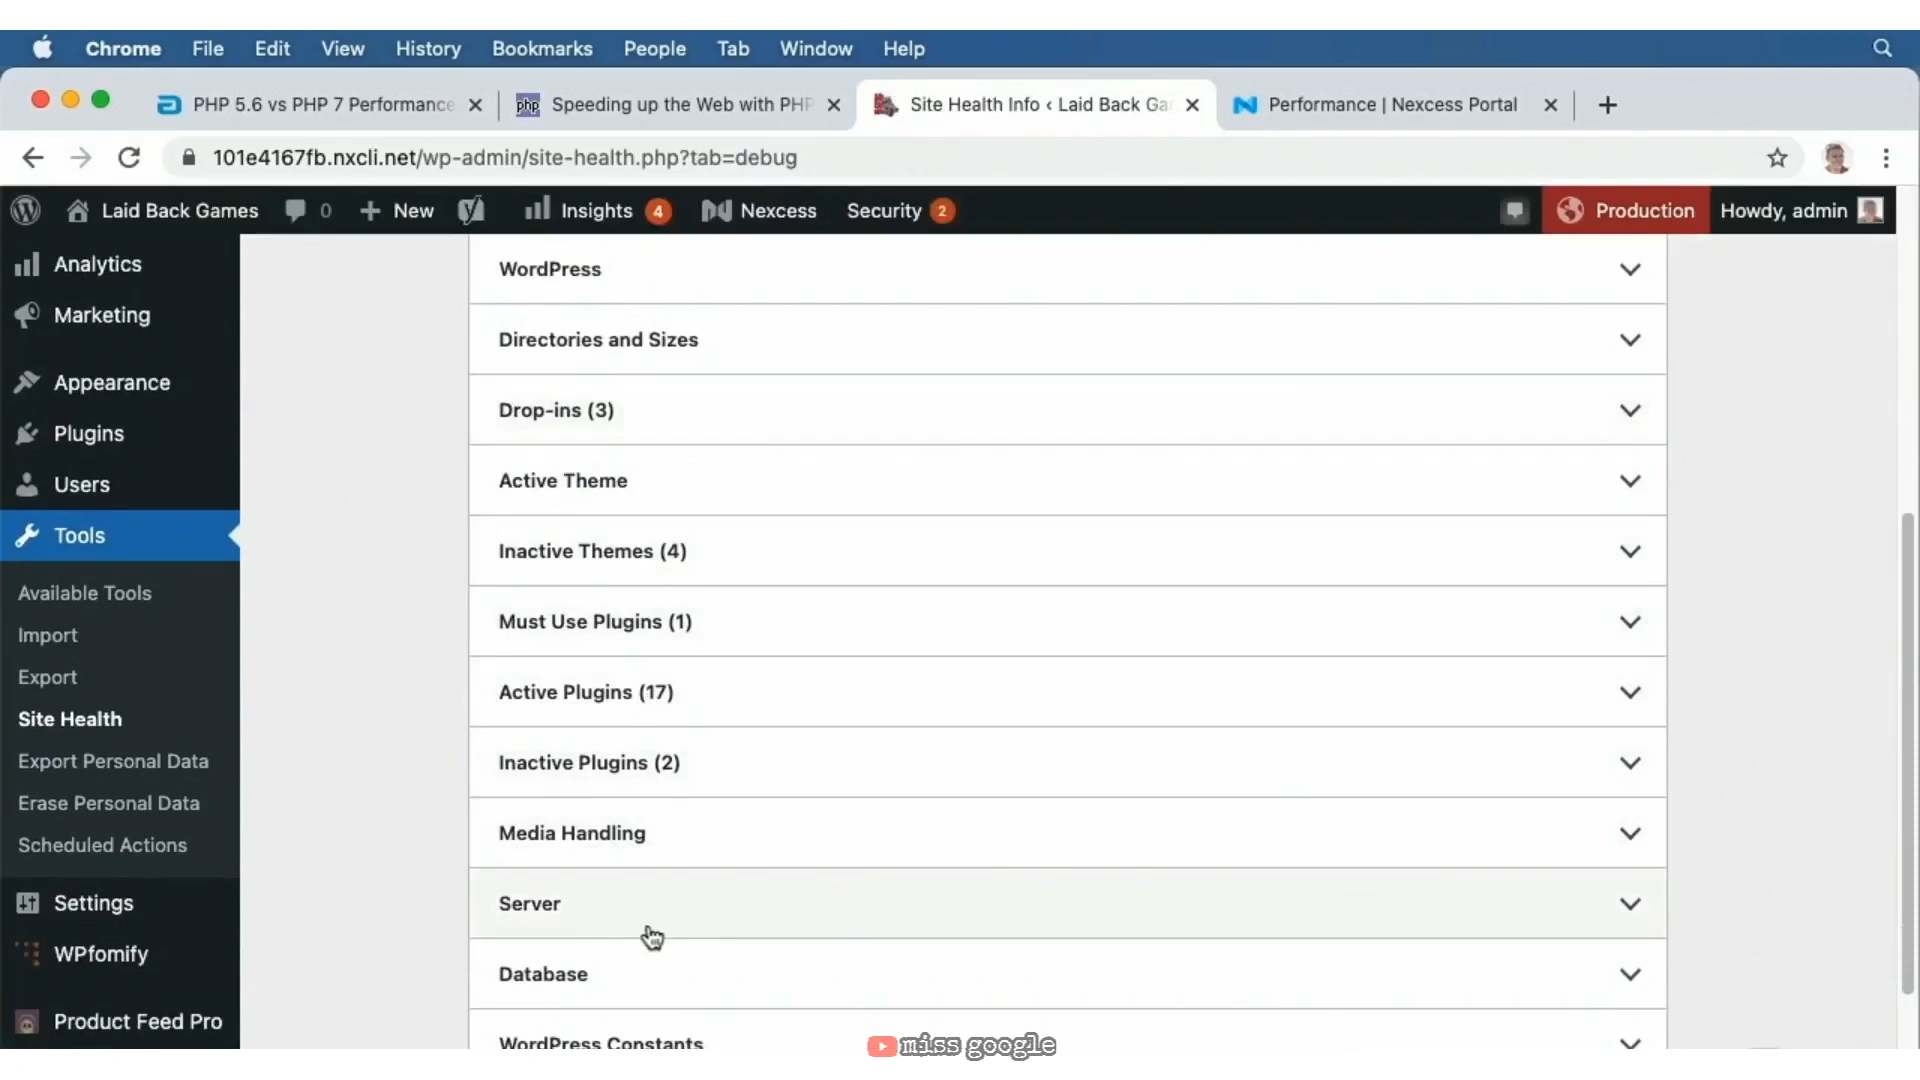 Chrome File Edit View History Bookmarks People Tab Window Help
PHP 5.6 vs PHP 7 Performance
php Speeding up the Web with PHP
Site Health Info ‹ Laid Back Ga
Performance | Nexcess Portal
101e4167fb.nxcli.net/wp-admin/site-health.php?tab=debug
Laid Back Games 0 New Insights 4 Nexcess Security 2 Production Howdy, admin
Analytics
Marketing
Appearance
Plugins
Users
Tools
Available Tools
Import
Export
Site Health
Export Personal Data
Erase Personal Data
Scheduled Actions
Settings
WPfomify
Product Feed Pro
WordPress
Directories and Sizes
Drop-ins (3)
Active Theme
Inactive Themes (4)
Must Use Plugins (1)
Active Plugins (17)
Inactive Plugins (2)
Media Handling
Server
Database
WordPress Constants
miss google